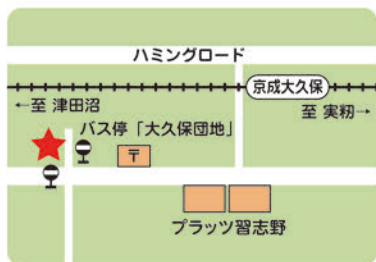 ハミングロード
京成大久保
←至 津田沼
至 実籾→
バス停「大久保団地」
〒
プラッツ習志野